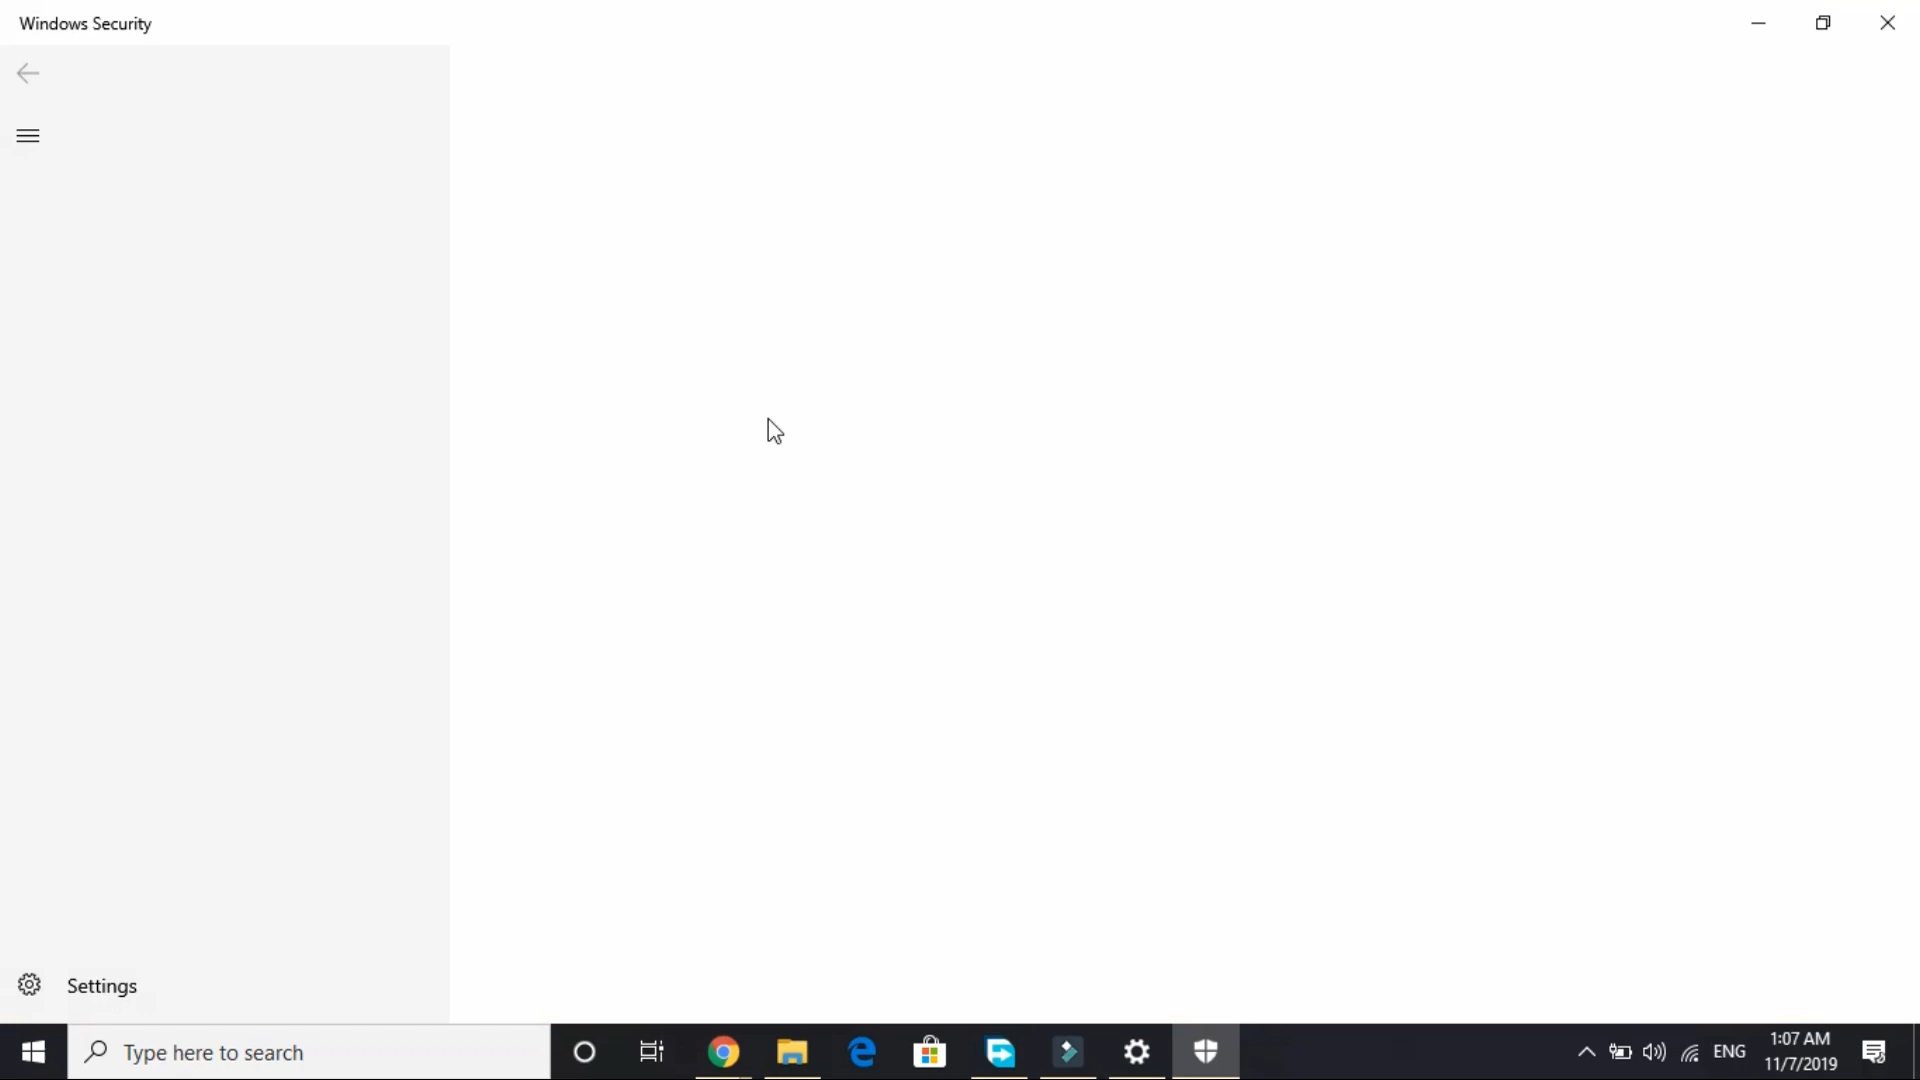 Windows Security
Settings
Type here to search
ENG
1:07 AM
11/7/2019